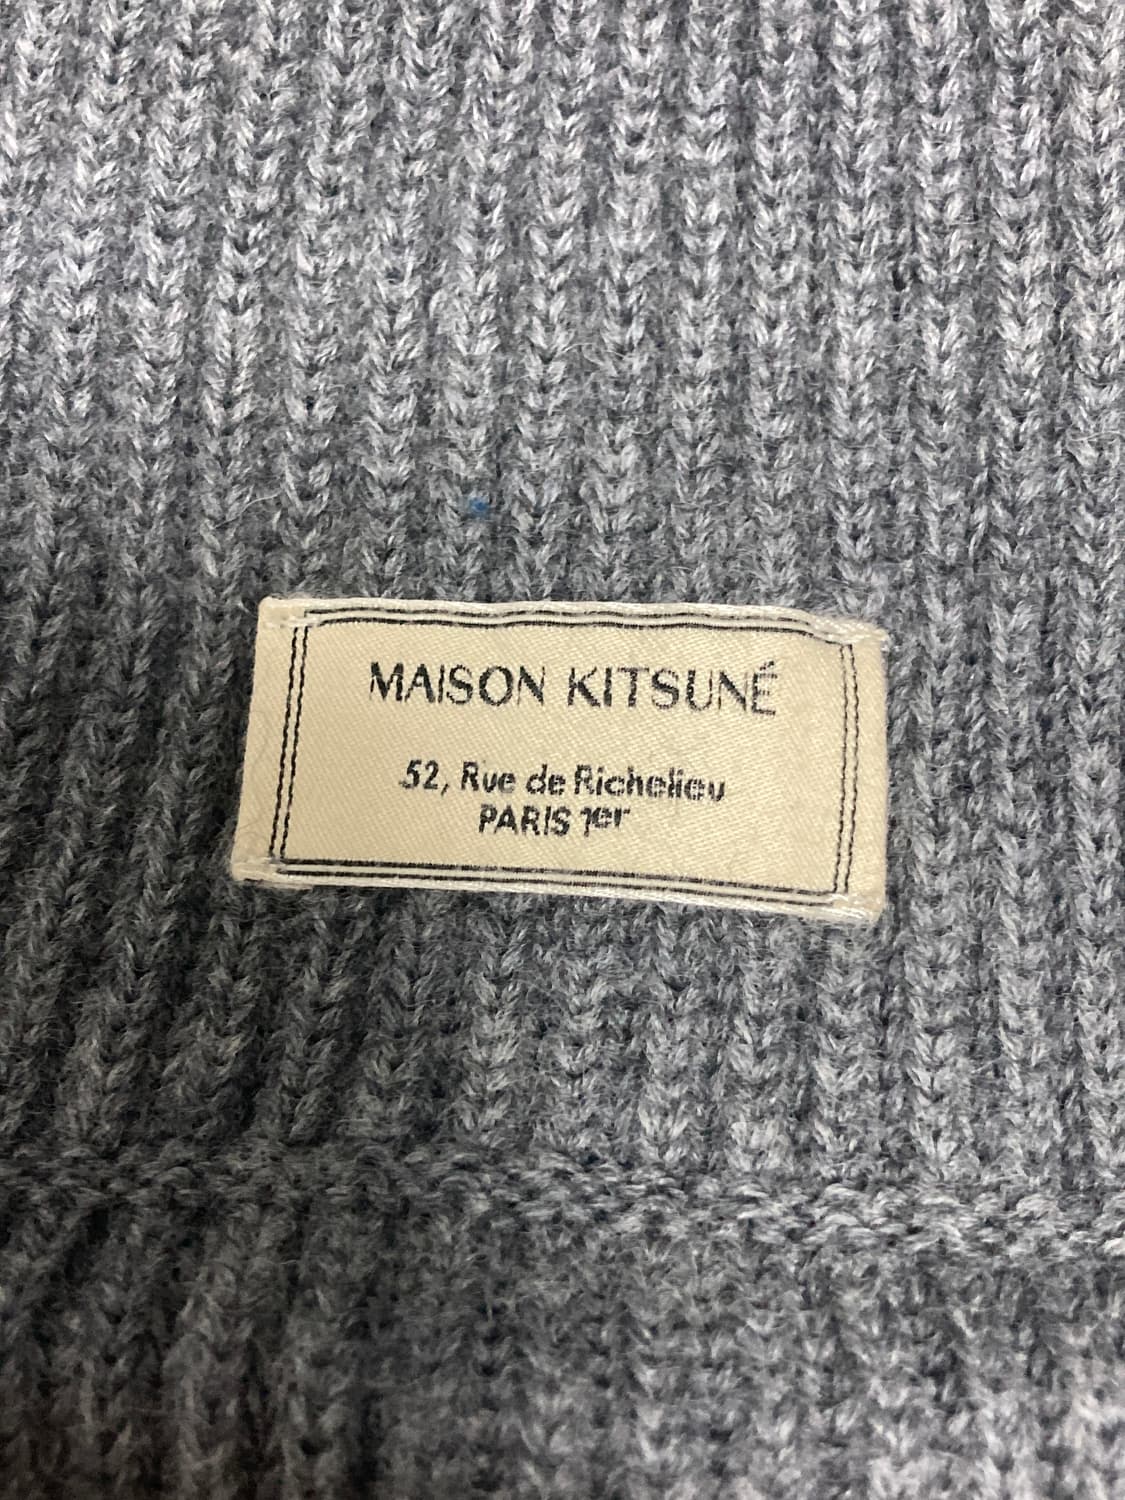 MAISON KITSUNÉ
52, Rue de Richelieu
PARIS 1er